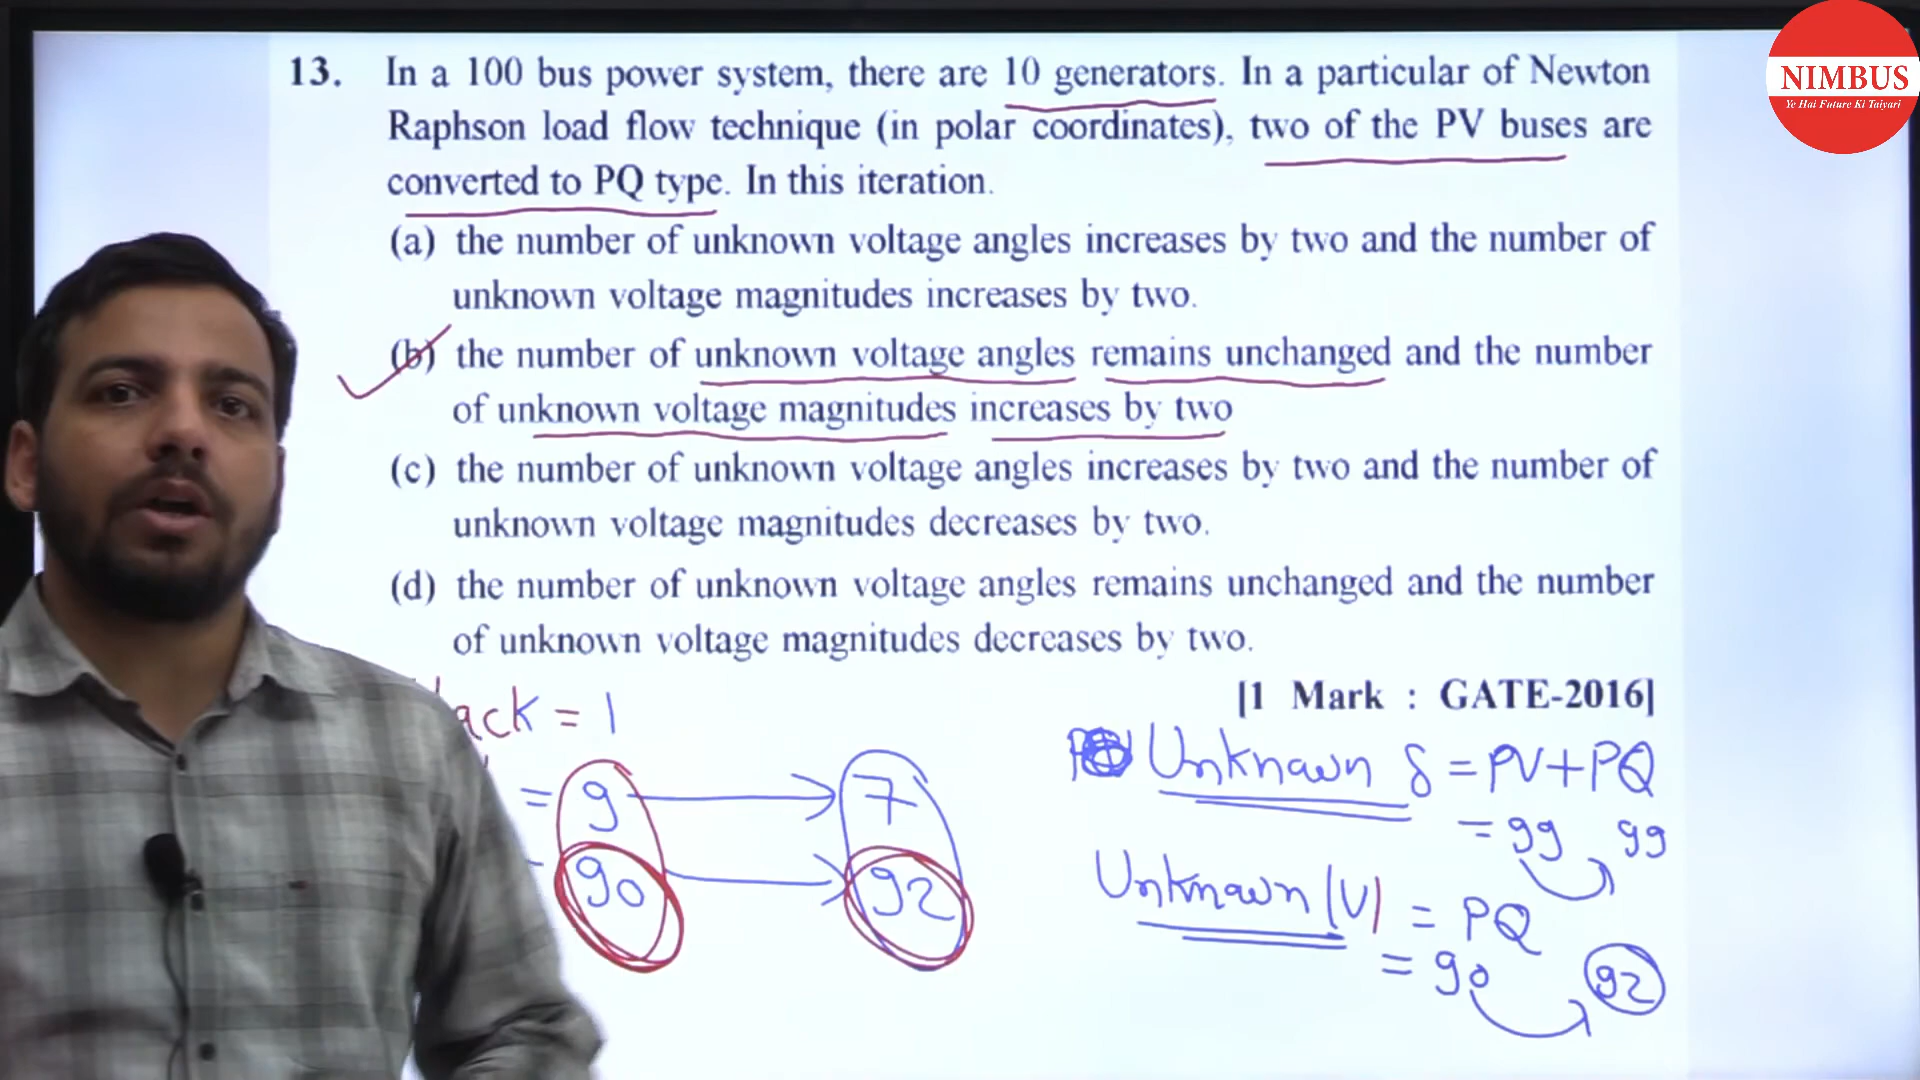 NIMBUS
Ye Hai Future Ki Taiyari
13. In a 100 bus power system, there are 10 generators. In a particular of Newton
Raphson load flow technique (in polar coordinates), two of the PV buses are
converted to PQ type. In this iteration.
(a) the number of unknown voltage angles increases by two and the number of
unknown voltage magnitudes increases by two.
(b) the number of unknown voltage angles remains unchanged and the number
of unknown voltage magnitudes increases by two
(c) the number of unknown voltage angles increases by two and the number of
unknown voltage magnitudes decreases by two.
(d) the number of unknown voltage angles remains unchanged and the number
of unknown voltage magnitudes decreases by two.
[1 Mark : GATE-2016]
ack = 1
= 9 7
90 92
Unknown δ = PV+PQ
= 99 99
Unknown |V| = PQ
= 90 92